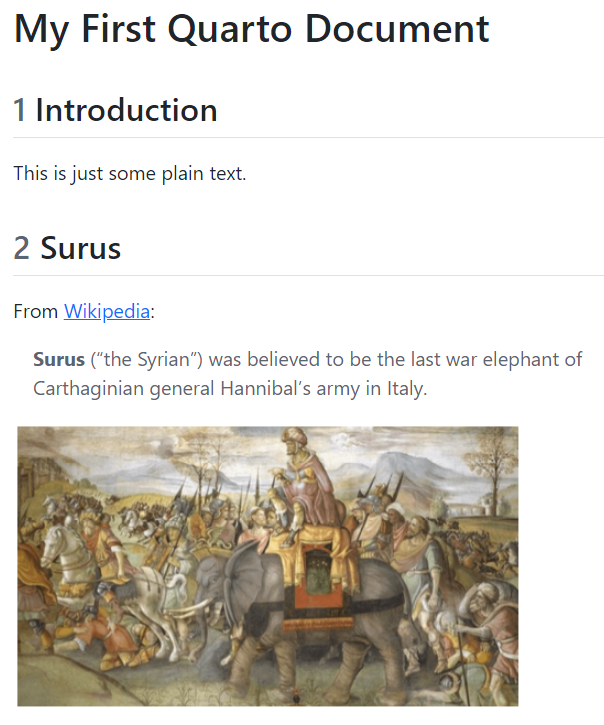 My First Quarto Document
1 Introduction
This is just some plain text.
2 Surus
From Wikipedia:
Surus (“the Syrian”) was believed to be the last war elephant of
Carthaginian general Hannibal’s army in Italy.